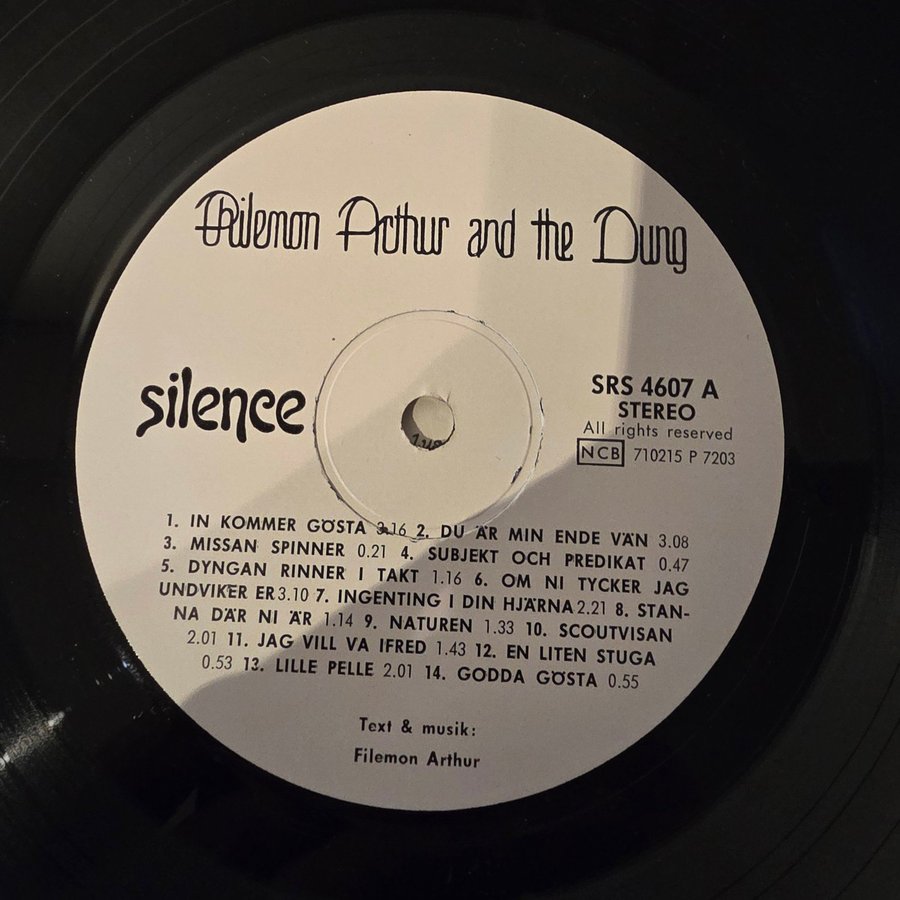 Philemon Arthur and the Dung
silence
SRS 4607 A
STEREO
All rights reserved
NCB 710215 P 7203
1. IN KOMMER GÖSTA 3.16 2. DU ÄR MIN ENDE VÄN 3.08
3. MISSAN SPINNER 0.21 4. SUBJEKT OCH PREDIKAT 0.47
5. DYNGAN RINNER I TAKT 1.16 6. OM NI TYCKER JAG
UNDVIKER ER 3.10 7. INGENTING I DIN HJÄRNA 2.21 8. STAN-
NA DÄR NI ÄR 1.14 9. NATUREN 1.33 10. SCOUTVISAN
2.01 11. JAG VILL VA IFRED 1.43 12. EN LITEN STUGA
0.53 13. LILLE PELLE 2.01 14. GODDA GÖSTA 0.55
Text & musik:
Filemon Arthur